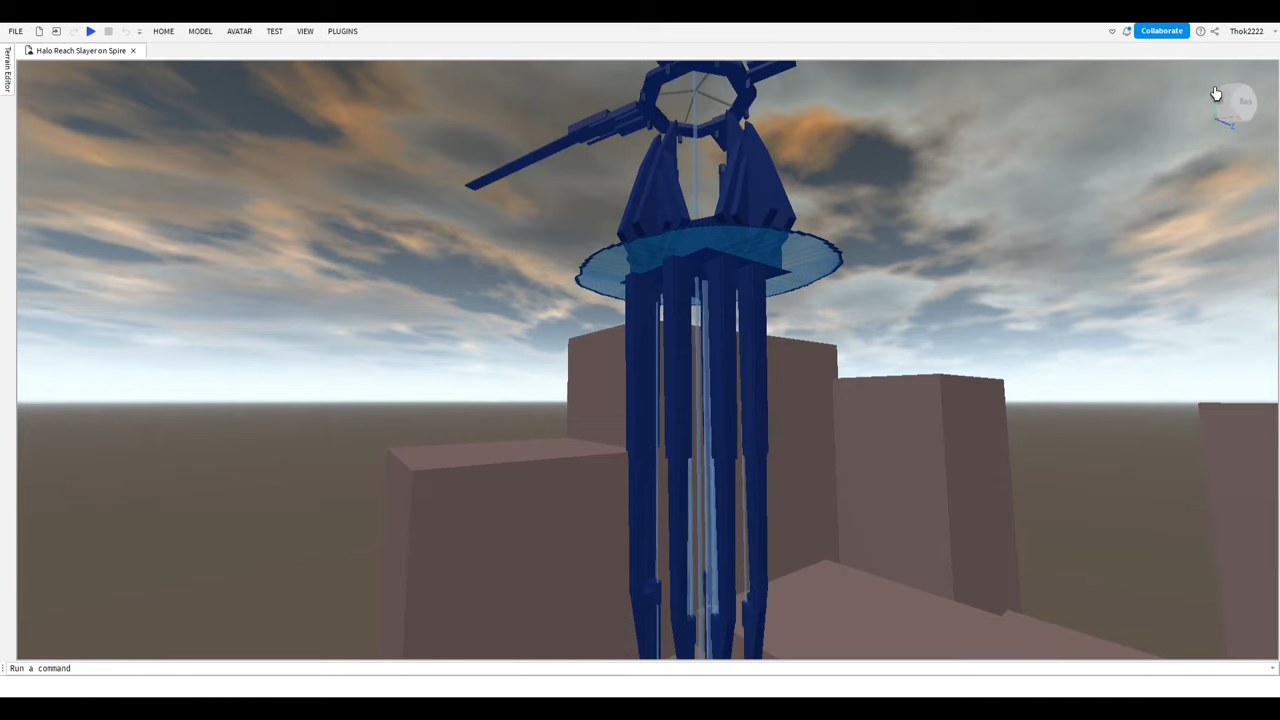 FILE HOME MODEL AVATAR TEST VIEW PLUGINS Collaborate Thok2222
Halo Reach Slayer on Spire
Terrain Editor
Run a command